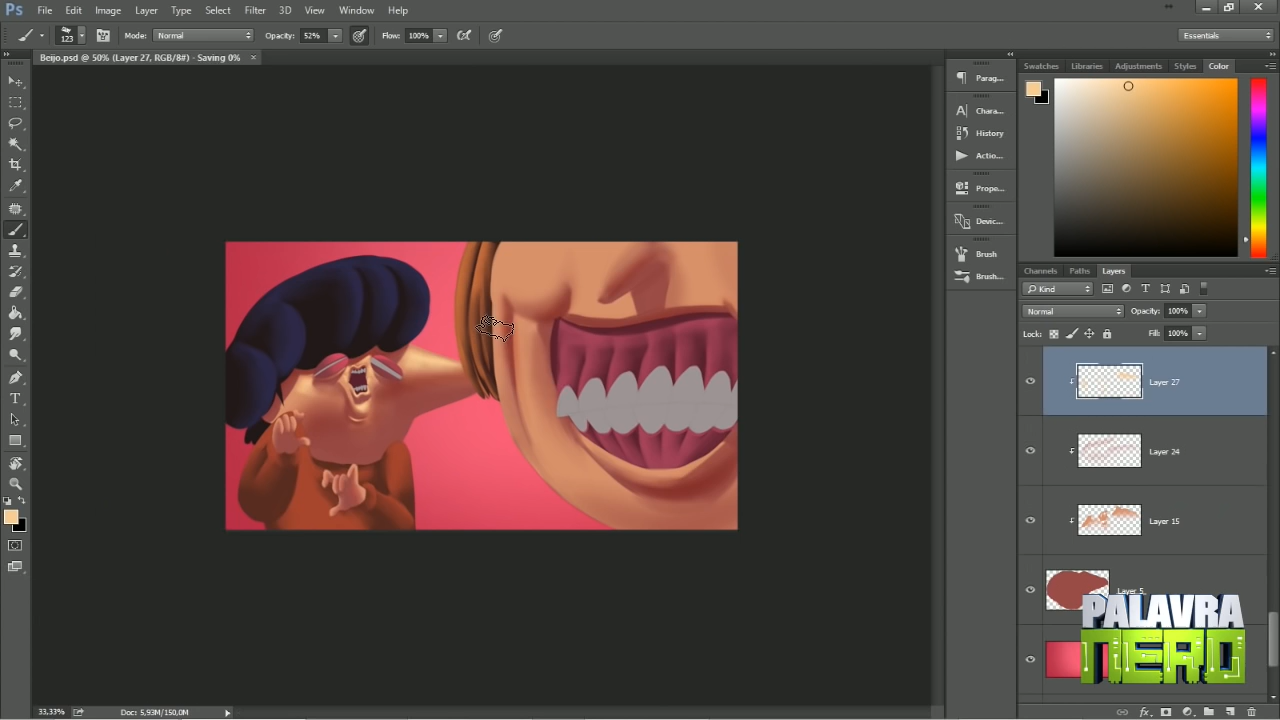 Ps File Edit Image Layer Type Select Filter 3D View Window Help
123 Mode: Normal Opacity: 52% Flow: 100% Essentials
Beijo.psd @ 50% (Layer 27, RGB/8#) - Saving 0% ×
Swatches Libraries Adjustments Styles Color
Parag...
Chara...
History
Actio...
Prope...
Devic...
Brush
Brush...
Channels Paths Layers
Kind
Normal Opacity: 100%
Lock: Fill: 100%
Layer 27
Layer 24
Layer 15
Layer 5
PALAVRA
NERD
33,33% Doc: 5,93M/150,0M